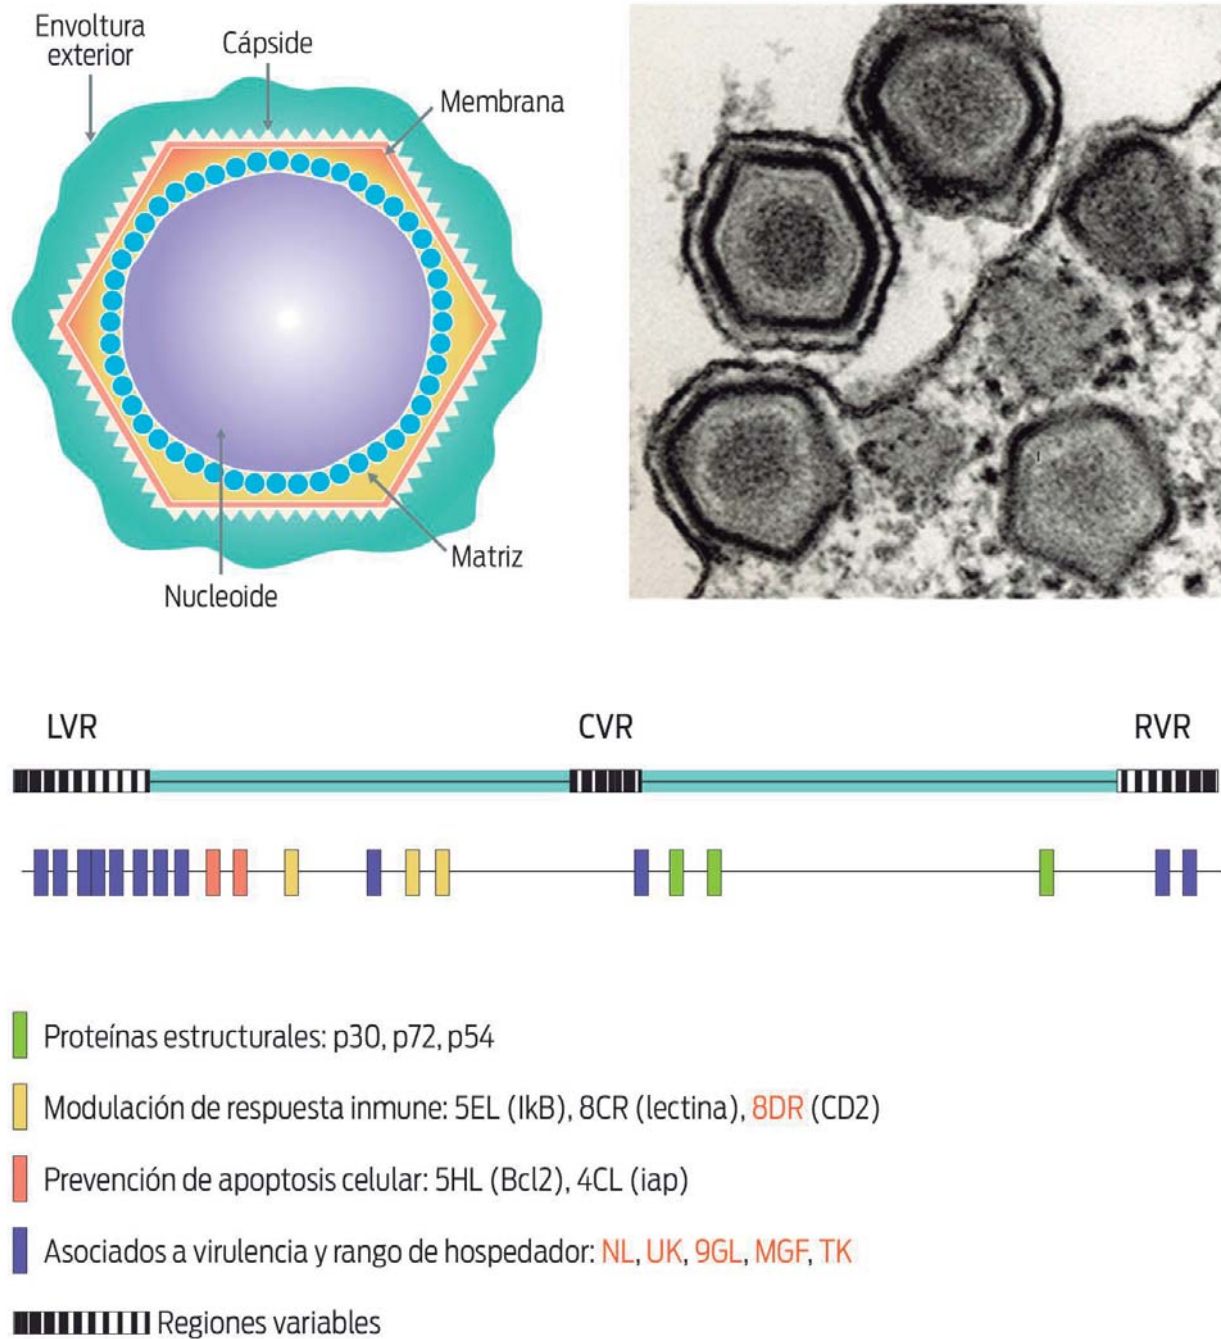 Envoltura
exterior
Cápside
Membrana
Matriz
Nucleoide
LVR
CVR
RVR
Proteínas estructurales: p30, p72, p54
Modulación de respuesta inmune: 5EL (IkB), 8CR (lectina), 8DR (CD2)
Prevención de apoptosis celular: 5HL (Bcl2), 4CL (iap)
Asociados a virulencia y rango de hospedador: NL, UK, 9GL, MGF, TK
Regiones variables